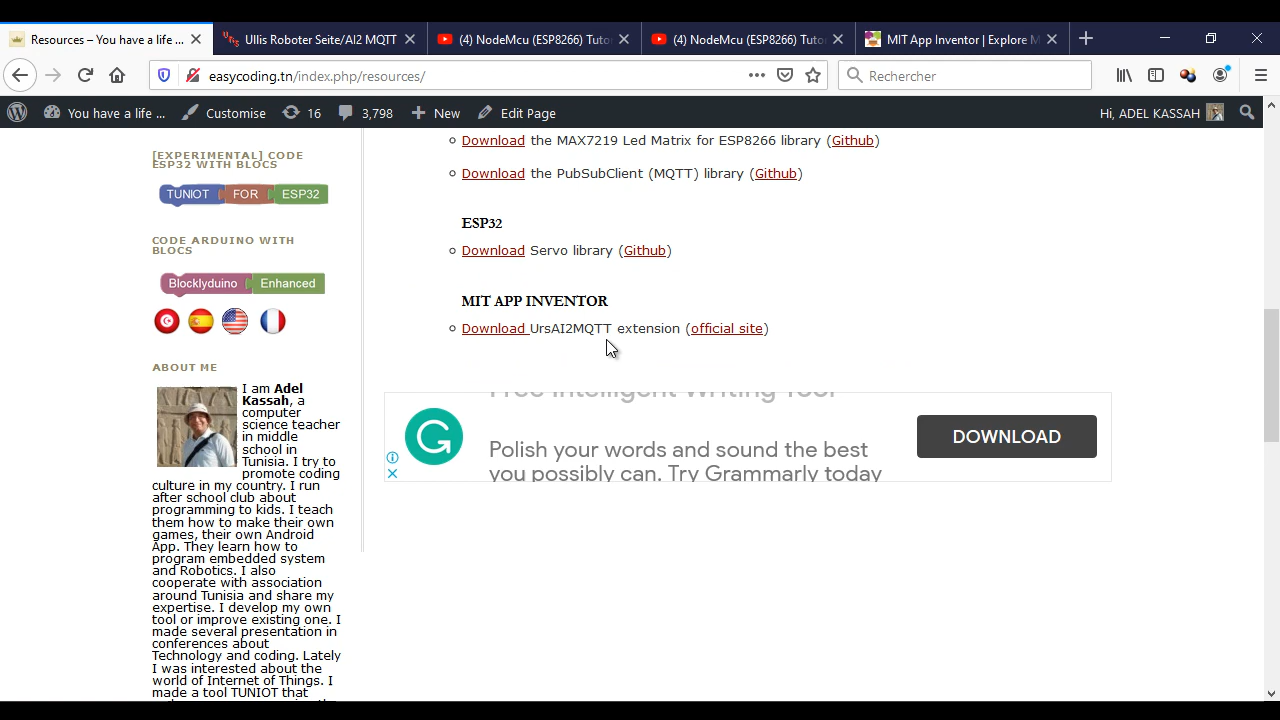 Resources – You have a life ...
Ullis Roboter Seite/AI2 MQTT
(4) NodeMcu (ESP8266) Tuto
(4) NodeMcu (ESP8266) Tuto
MIT App Inventor | Explore M
easycoding.tn/index.php/resources/
Rechercher
You have a life ...
Customise
16
3,798
New
Edit Page
Hi, ADEL KASSAH
[EXPERIMENTAL] CODE
ESP32 WITH BLOCS
TUNIOT FOR ESP32
CODE ARDUINO WITH
BLOCS
Blocklyduino Enhanced
ABOUT ME
I am Adel
Kassah, a
computer
science teacher
in middle
school in
Tunisia. I try to
promote coding
culture in my country. I run
after school club about
programming to kids. I teach
them how to make their own
games, their own Android
App. They learn how to
program embedded system
and Robotics. I also
cooperate with association
around Tunisia and share my
expertise. I develop my own
tool or improve existing one. I
made several presentation in
conferences about
Technology and coding. Lately
I was interested about the
world of Internet of Things. I
made a tool TUNIOT that
Download the MAX7219 Led Matrix for ESP8266 library (Github)
Download the PubSubClient (MQTT) library (Github)
ESP32
Download Servo library (Github)
MIT APP INVENTOR
Download UrsAI2MQTT extension (official site)
Free Intelligent Writing Tool
Polish your words and sound the best
you possibly can. Try Grammarly today
DOWNLOAD